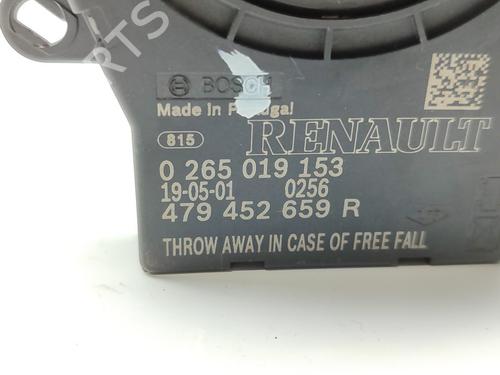 BOSCH
Made in Portugal
815
RENAULT
0 265 019 153
19-05-01 0256
479 452 659 R
THROW AWAY IN CASE OF FREE FALL